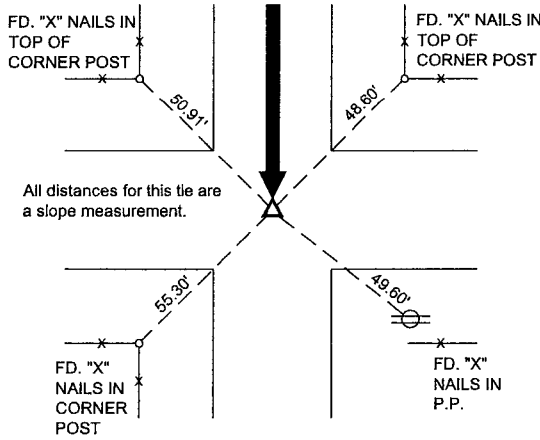 FD. "X" NAILS IN
TOP OF
CORNER POST
FD. "X" NAILS IN
TOP OF
CORNER POST
50.91'
48.60'
All distances for this tie are
a slope measurement.
55.30'
49.60'
FD. "X"
NAILS IN
CORNER
POST
FD. "X"
NAILS IN
P.P.